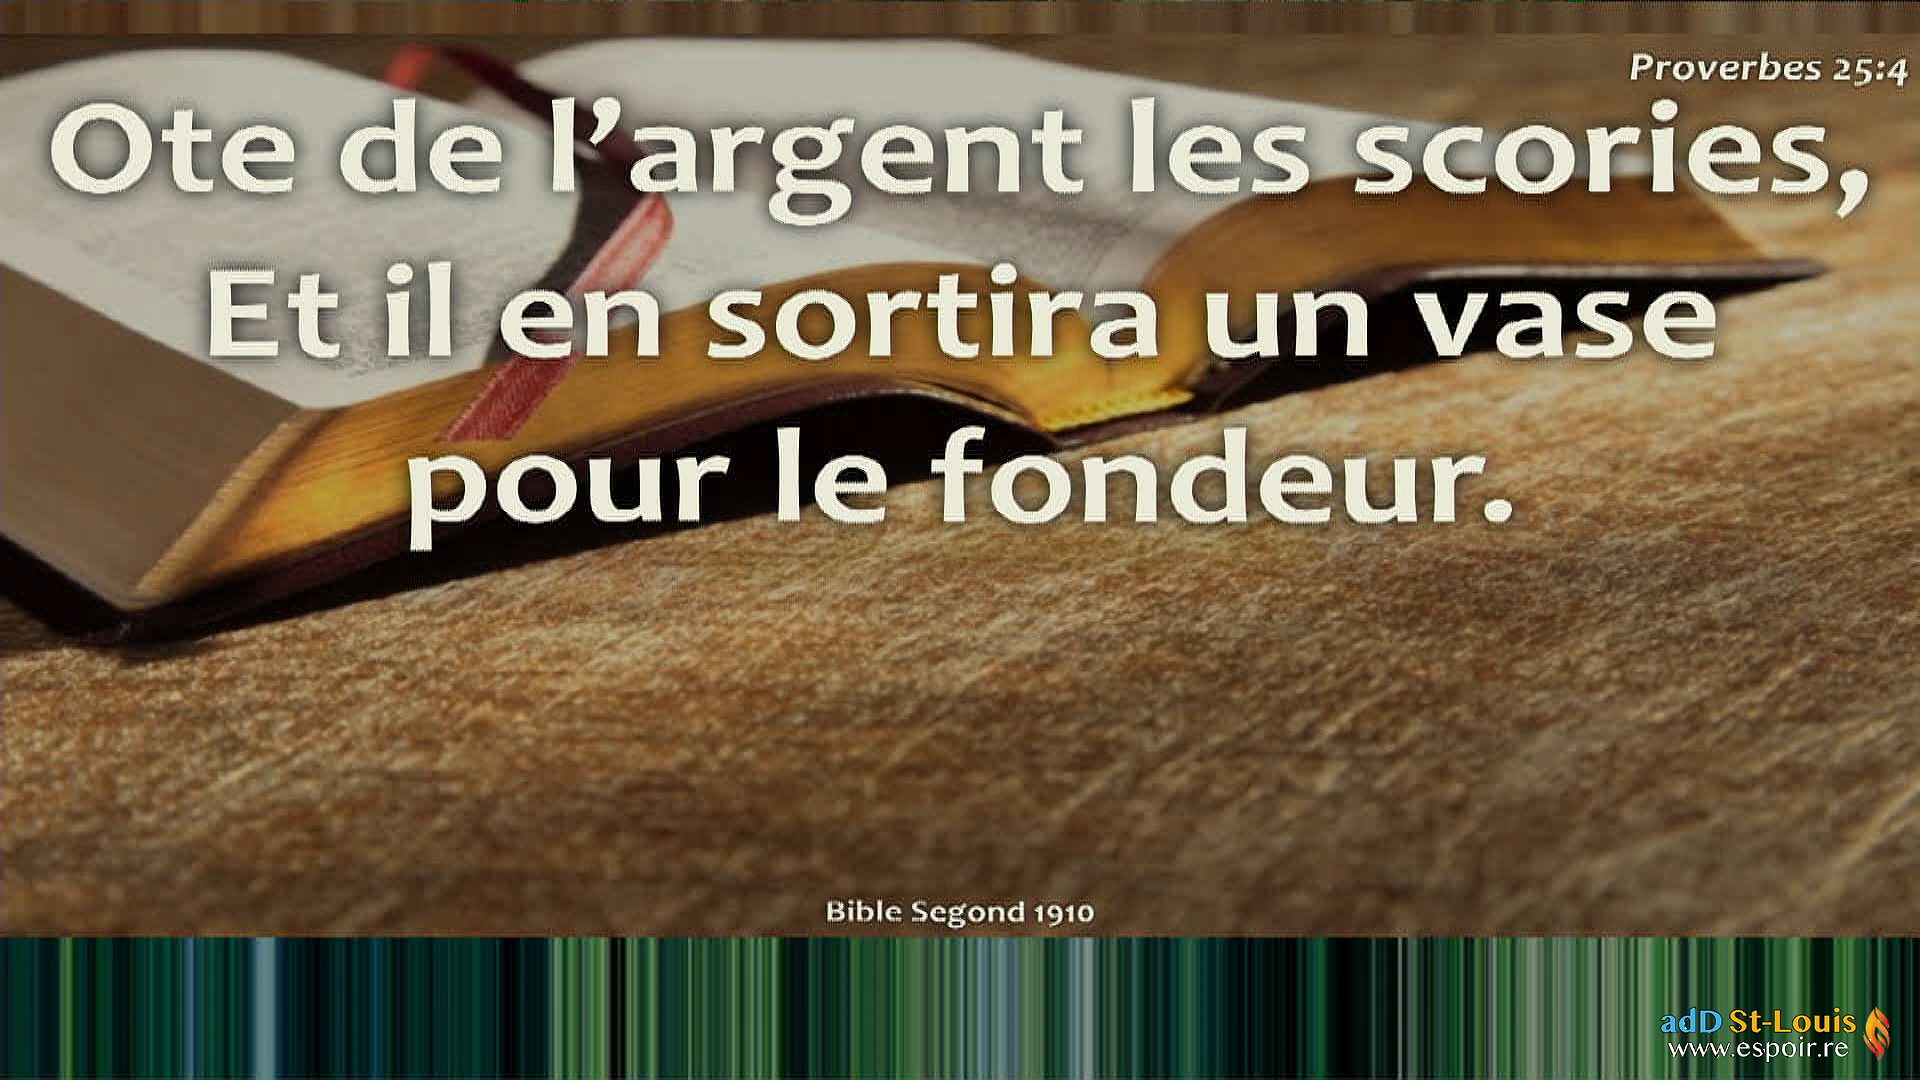 Proverbes 25:4
Ote de l’argent les scories,
Et il en sortira un vase
pour le fondeur.
Bible Segond 1910
adD St-Louis
www.espoir.re